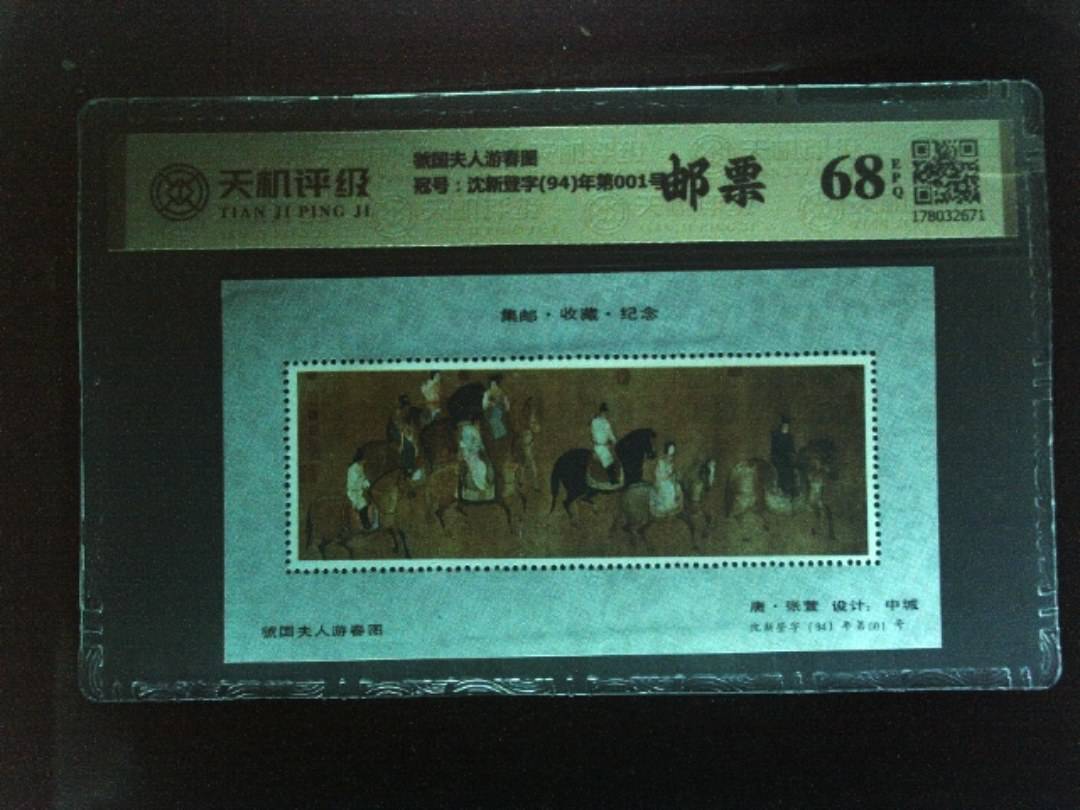 天机评级
TIAN JI PING JI
虢国夫人游春图
冠号：沈新登字(94)年第001号
邮票
68
EPQ
178032671
集邮·收藏·纪念
唐·张萱 设计：中城
沈新登字（94）年第001号
虢国夫人游春图